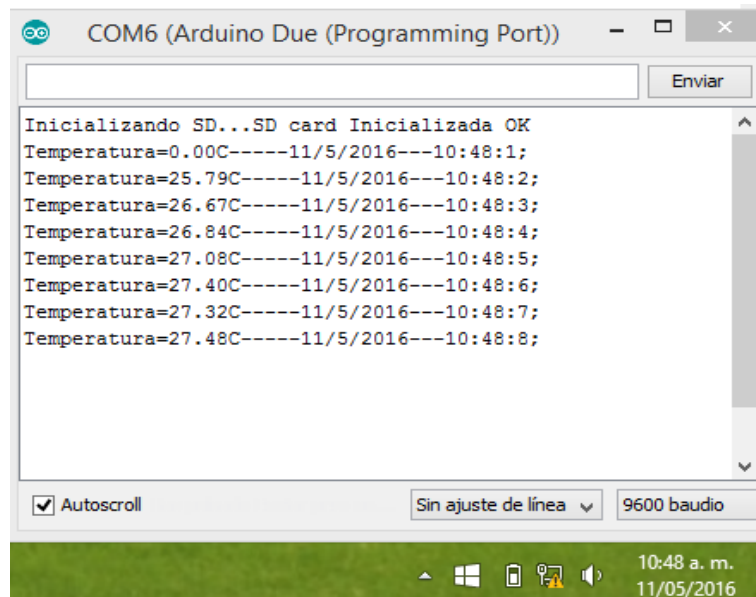 COM6 (Arduino Due (Programming Port))
Enviar
Inicializando SD...SD card Inicializada OK
Temperatura=0.00C-----11/5/2016---10:48:1;
Temperatura=25.79C-----11/5/2016---10:48:2;
Temperatura=26.67C-----11/5/2016---10:48:3;
Temperatura=26.84C-----11/5/2016---10:48:4;
Temperatura=27.08C-----11/5/2016---10:48:5;
Temperatura=27.40C-----11/5/2016---10:48:6;
Temperatura=27.32C-----11/5/2016---10:48:7;
Temperatura=27.48C-----11/5/2016---10:48:8;
Autoscroll
Sin ajuste de línea
9600 baudio
10:48 a. m.
11/05/2016